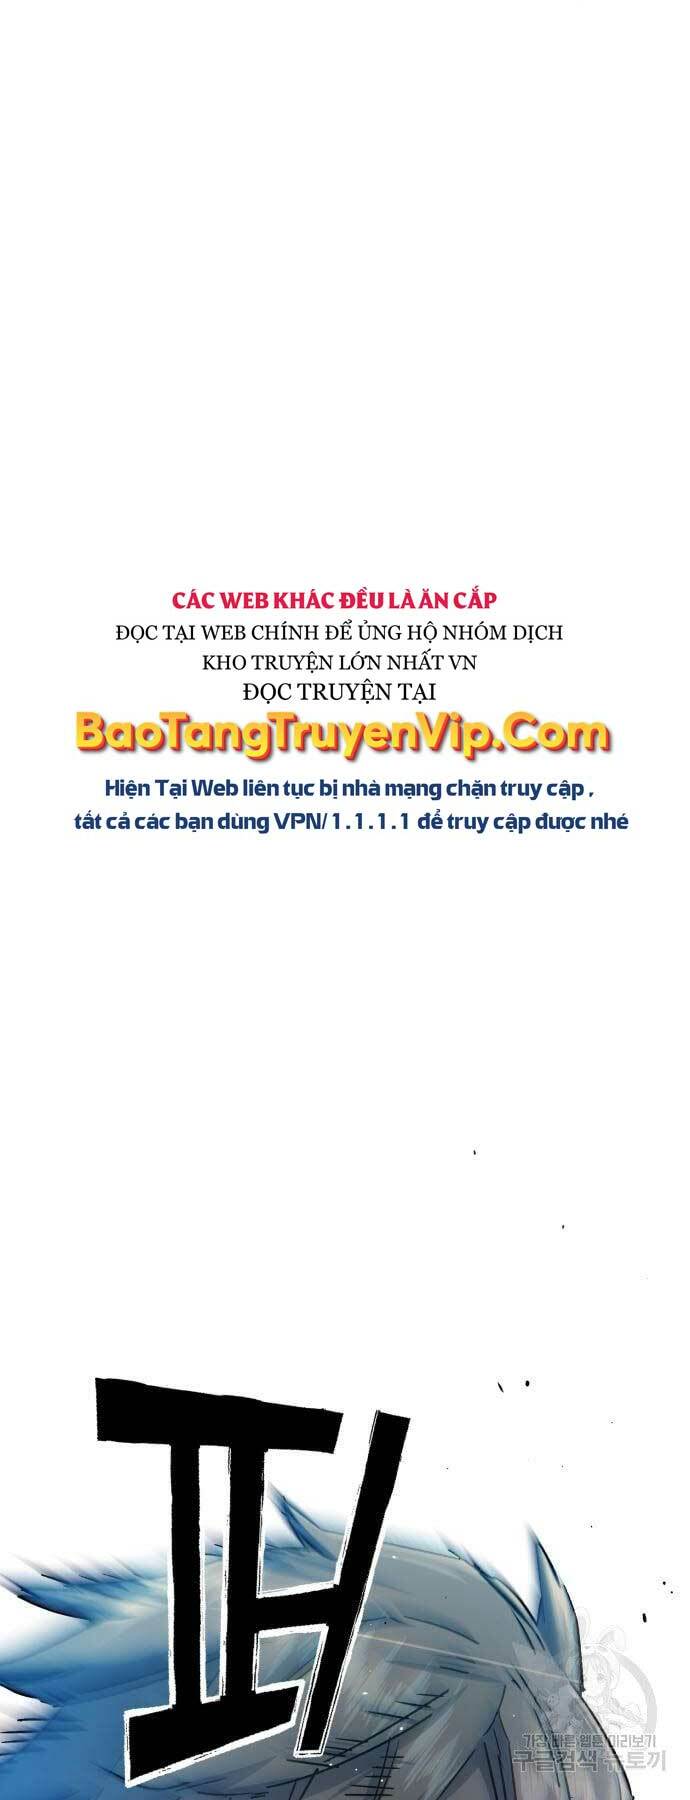 CÁC WEB KHÁC ĐỀU LÀ ĂN CẮP
ĐỌC TẠI WEB CHÍNH ĐỂ ỦNG HỘ NHÓM DỊCH
KHO TRUYỆN LỚN NHẤT VN
ĐỌC TRUYỆN TẠI
BaoTangTruyenVip.Com
Hiện Tại Web liên tục bị nhà mạng chặn truy cập,
tất cả các bạn dùng VPN/1.1.1.1 để truy cập được nhé
퍼
가장 빠른 웹툰 미리보기
구글검색 뉴토끼